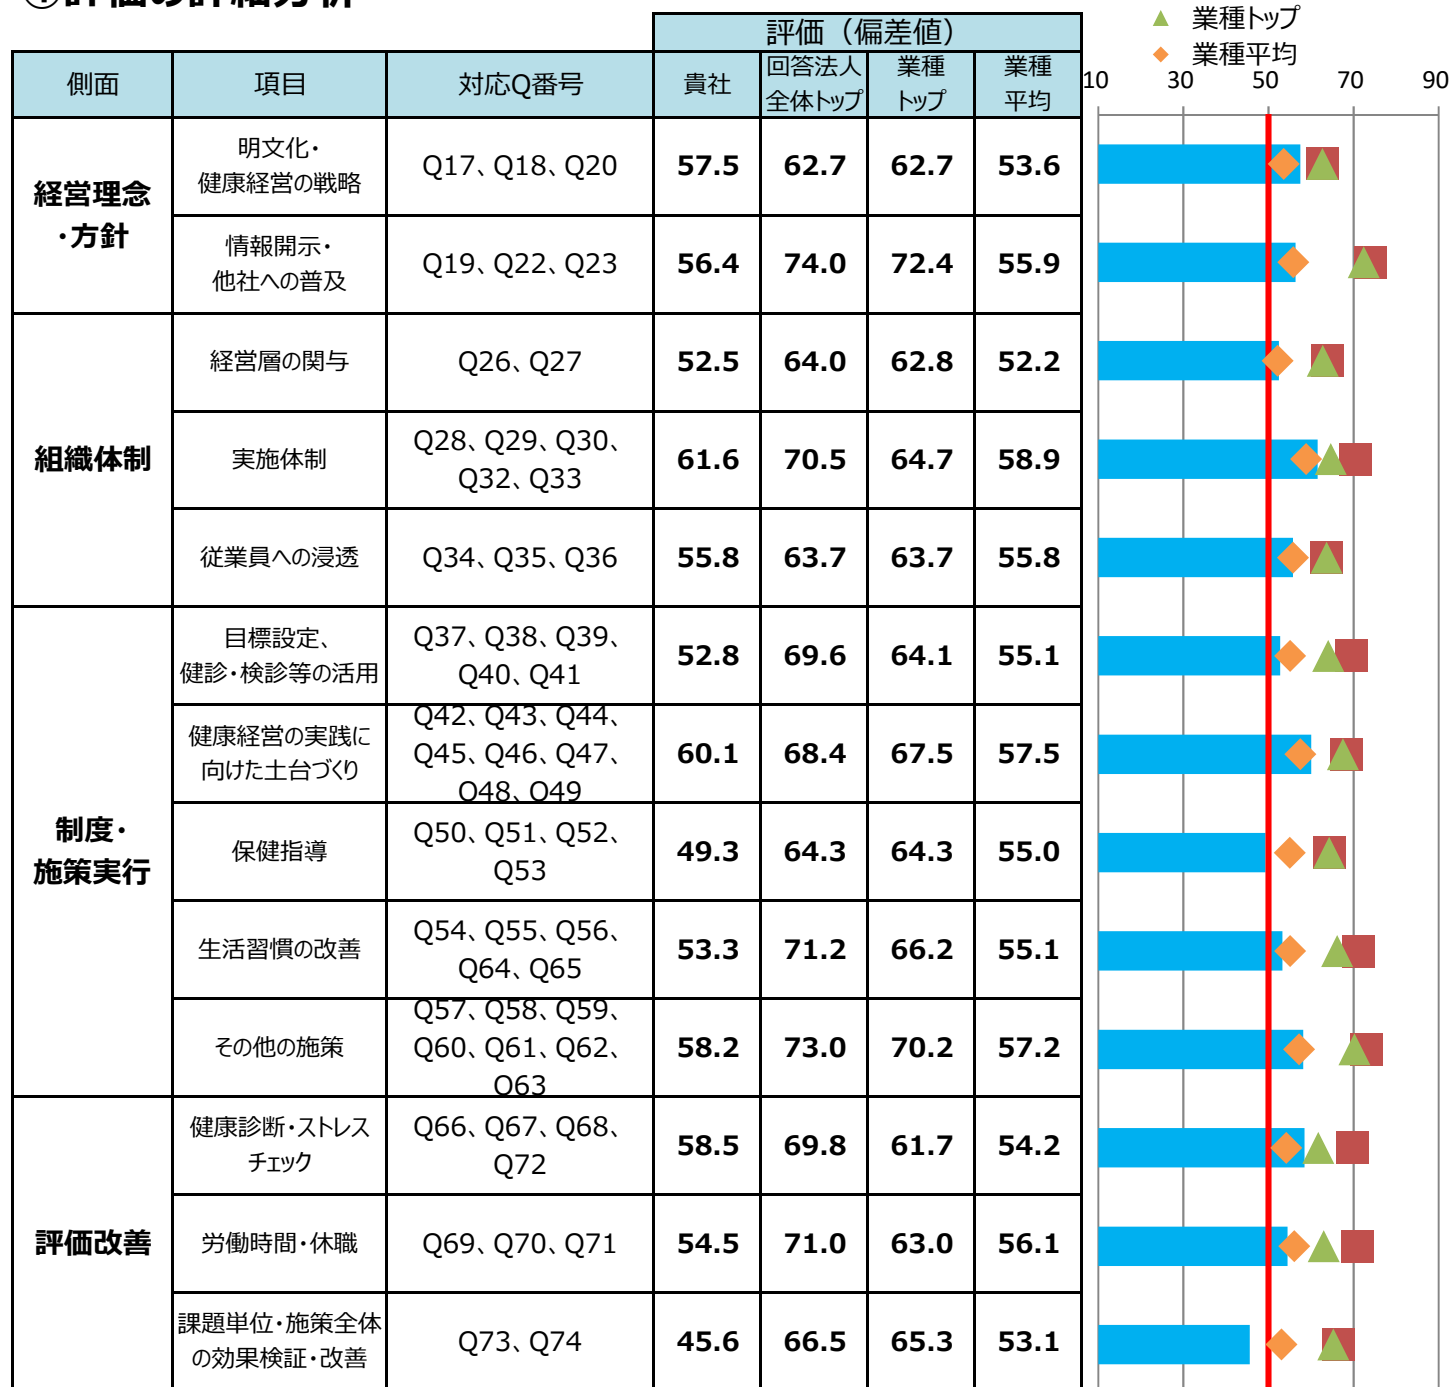 ①評価の詳細分析
▲ 業種トップ
◆ 業種平均
評価（偏差値）
側面 項目 対応Q番号 貴社 回答法人全体トップ 業種トップ 業種平均
10 30 50 70 90
経営理念・方針
明文化・健康経営の戦略 Q17、Q18、Q20 57.5 62.7 62.7 53.6
情報開示・他社への普及 Q19、Q22、Q23 56.4 74.0 72.4 55.9
組織体制
経営層の関与 Q26、Q27 52.5 64.0 62.8 52.2
実施体制 Q28、Q29、Q30、Q32、Q33 61.6 70.5 64.7 58.9
従業員への浸透 Q34、Q35、Q36 55.8 63.7 63.7 55.8
制度・施策実行
目標設定、健診・検診等の活用 Q37、Q38、Q39、Q40、Q41 52.8 69.6 64.1 55.1
健康経営の実践に向けた土台づくり Q42、Q43、Q44、Q45、Q46、Q47、Q48、Q49 60.1 68.4 67.5 57.5
保健指導 Q50、Q51、Q52、Q53 49.3 64.3 64.3 55.0
生活習慣の改善 Q54、Q55、Q56、Q64、Q65 53.3 71.2 66.2 55.1
その他の施策 Q57、Q58、Q59、Q60、Q61、Q62、Q63 58.2 73.0 70.2 57.2
評価改善
健康診断・ストレスチェック Q66、Q67、Q68、Q72 58.5 69.8 61.7 54.2
労働時間・休職 Q69、Q70、Q71 54.5 71.0 63.0 56.1
課題単位・施策全体の効果検証・改善 Q73、Q74 45.6 66.5 65.3 53.1